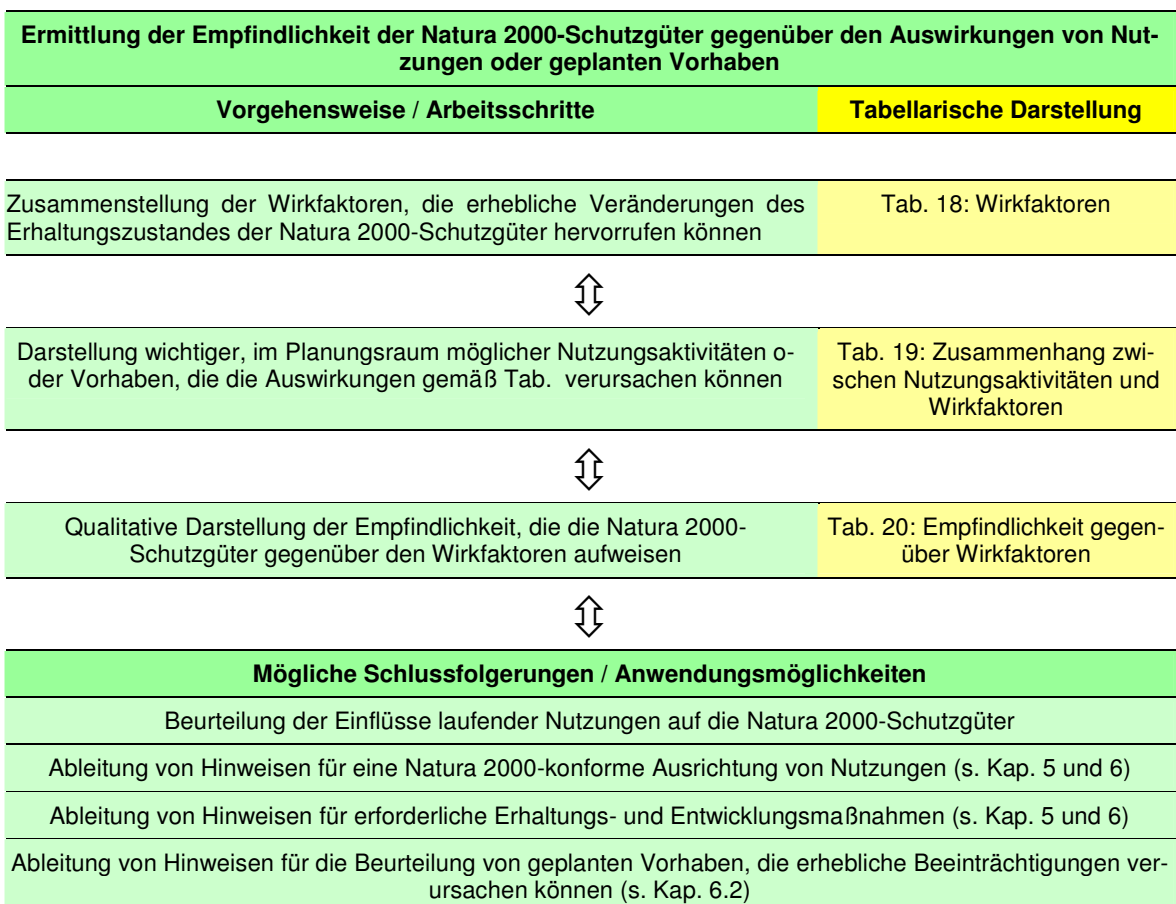 Ermittlung der Empfindlichkeit der Natura 2000-Schutzgüter gegenüber den Auswirkungen von Nut-
zungen oder geplanten Vorhaben
Vorgehensweise / Arbeitsschritte
Tabellarische Darstellung
Zusammenstellung der Wirkfaktoren, die erhebliche Veränderungen des
Erhaltungszustandes der Natura 2000-Schutzgüter hervorrufen können
Tab. 18: Wirkfaktoren
Darstellung wichtiger, im Planungsraum möglicher Nutzungsaktivitäten o-
der Vorhaben, die die Auswirkungen gemäß Tab. verursachen können
Tab. 19: Zusammenhang zwi-
schen Nutzungsaktivitäten und
Wirkfaktoren
Qualitative Darstellung der Empfindlichkeit, die die Natura 2000-
Schutzgüter gegenüber den Wirkfaktoren aufweisen
Tab. 20: Empfindlichkeit gegen-
über Wirkfaktoren
Mögliche Schlussfolgerungen / Anwendungsmöglichkeiten
Beurteilung der Einflüsse laufender Nutzungen auf die Natura 2000-Schutzgüter
Ableitung von Hinweisen für eine Natura 2000-konforme Ausrichtung von Nutzungen (s. Kap. 5 und 6)
Ableitung von Hinweisen für erforderliche Erhaltungs- und Entwicklungsmaßnahmen (s. Kap. 5 und 6)
Ableitung von Hinweisen für die Beurteilung von geplanten Vorhaben, die erhebliche Beeinträchtigungen ver-
ursachen können (s. Kap. 6.2)